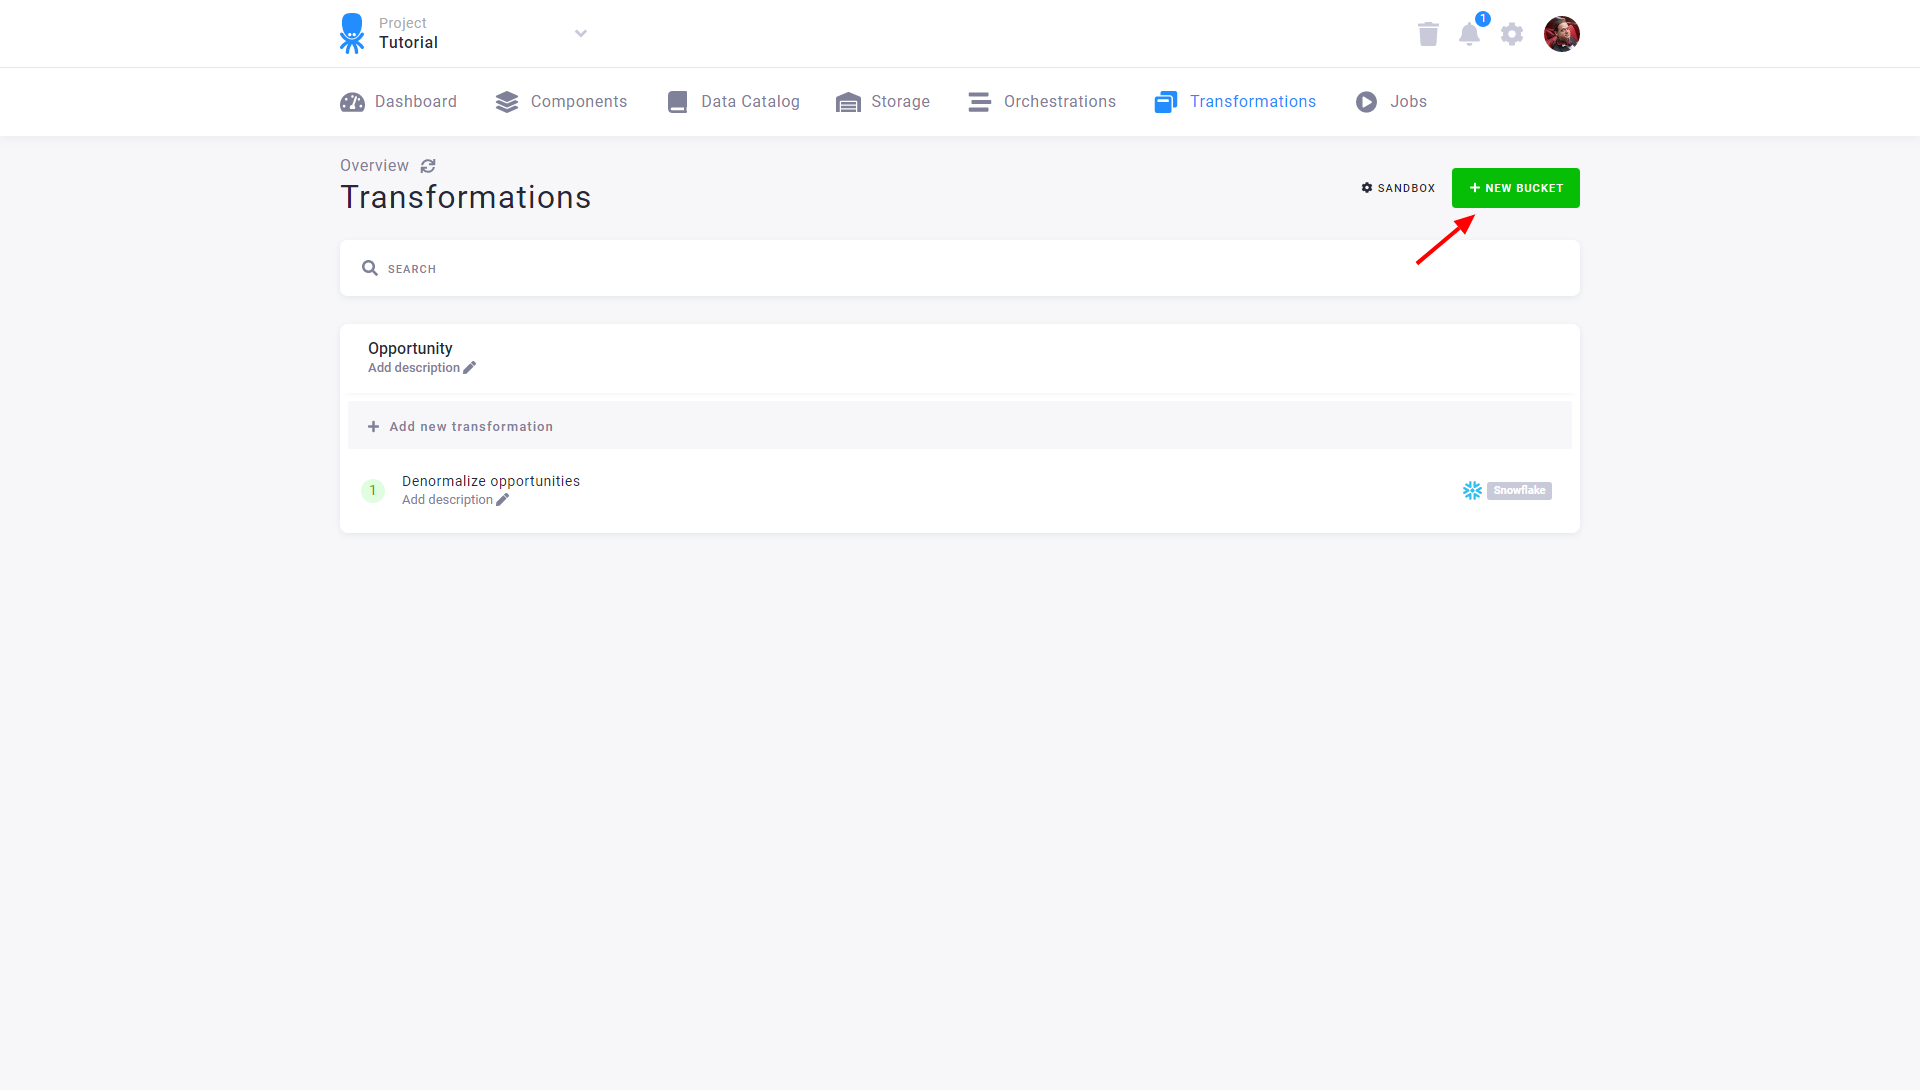 Project
Tutorial
1
Dashboard
Components
Data Catalog
Storage
Orchestrations
Transformations
Jobs
Overview
Transformations
SANDBOX
NEW BUCKET
SEARCH
Opportunity
Add description
Add new transformation
1
Denormalize opportunities
Add description
Snowflake